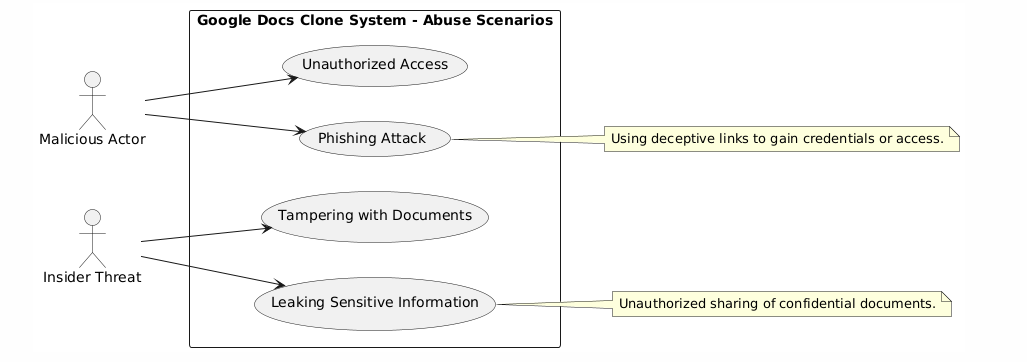 Google Docs Clone System - Abuse Scenarios
Unauthorized Access
Malicious Actor
Phishing Attack
Using deceptive links to gain credentials or access.
Tampering with Documents
Insider Threat
Leaking Sensitive Information
Unauthorized sharing of confidential documents.